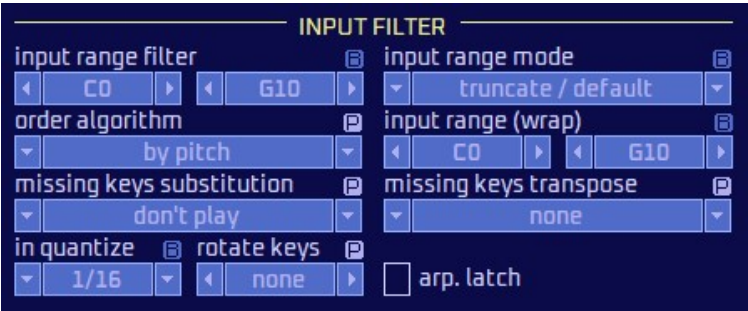 INPUT FILTER
input range filter
input range mode
C0 G10
truncate / default
order algorithm
input range (wrap)
by pitch
C0 G10
missing keys substitution
missing keys transpose
don't play
none
in quantize rotate keys
1/16 none
arp. latch